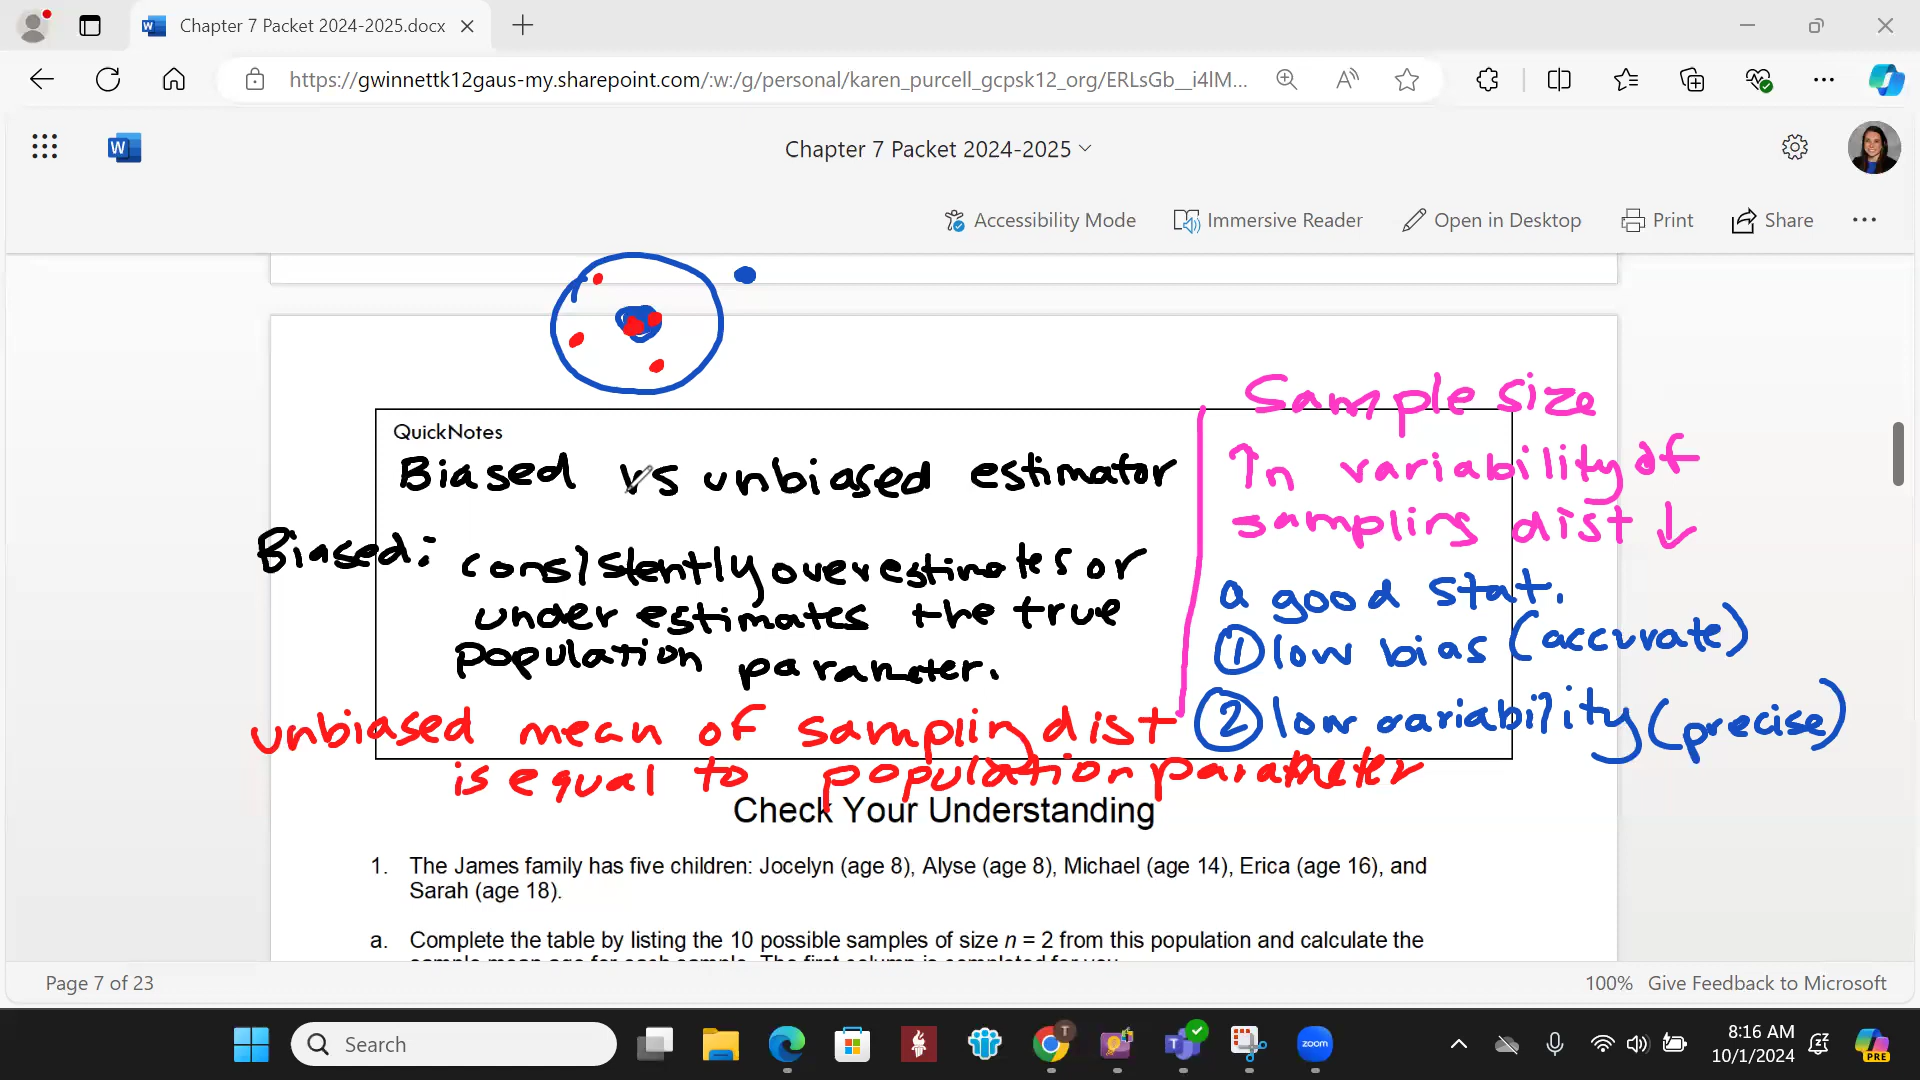 Chapter 7 Packet 2024-2025.docx
https://gwinnettk12gaus-my.sharepoint.com/:w:/g/personal/karen_purcell_gcpsk12_org/ERLsGb__i4lM...
Chapter 7 Packet 2024-2025
Accessibility Mode Immersive Reader Open in Desktop Print Share
Sample size
QuickNotes
Biased vs unbiased estimator
↑n variability of
sampling dist ↓
Biased: consistently overestimates or
under estimates the true
population parameter.
a good stat.
① low bias (accurate)
② low variability (precise)
unbiased mean of sampling dist
is equal to population parameter
Check Your Understanding
1. The James family has five children: Jocelyn (age 8), Alyse (age 8), Michael (age 14), Erica (age 16), and
Sarah (age 18).
a. Complete the table by listing the 10 possible samples of size n = 2 from this population and calculate the
Page 7 of 23
100% Give Feedback to Microsoft
Search
zoom
T
8:16 AM
10/1/2024
PRE